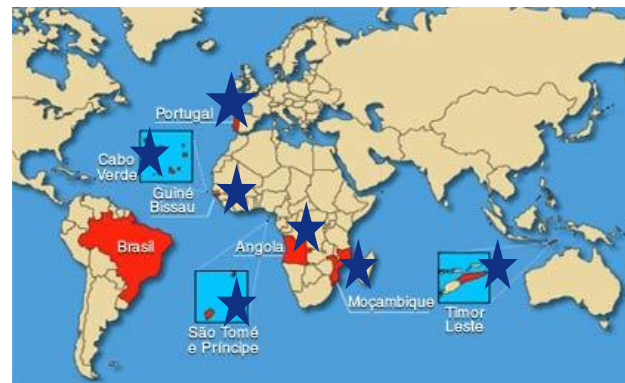 Portugal
Cabo
Verde
Guiné
Bissau
Brasil
Angola
Moçambique
São Tomé
e Príncipe
Timor
Leste